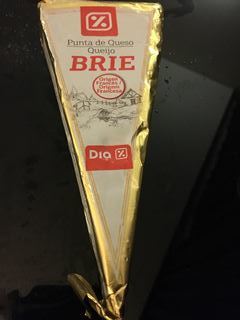 %
Punta de Queso
Queijo
BRIE
Origen
Francés /
Origem
Francesa
Dia %